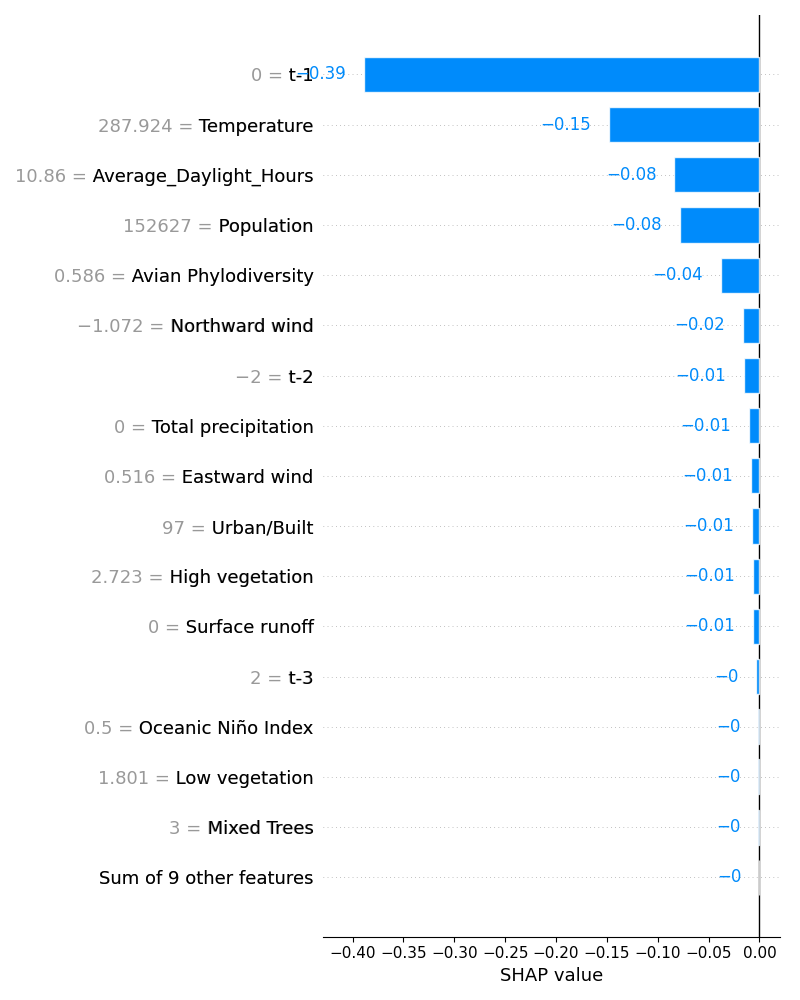 0 = t-1 −0.39
287.924 = Temperature −0.15
10.86 = Average_Daylight_Hours −0.08
152627 = Population −0.08
0.586 = Avian Phylodiversity −0.04
−1.072 = Northward wind −0.02
−2 = t-2 −0.01
0 = Total precipitation −0.01
0.516 = Eastward wind −0.01
97 = Urban/Built −0.01
2.723 = High vegetation −0.01
0 = Surface runoff −0.01
2 = t-3 −0
0.5 = Oceanic Niño Index −0
1.801 = Low vegetation −0
3 = Mixed Trees −0
Sum of 9 other features −0
−0.40 −0.35 −0.30 −0.25 −0.20 −0.15 −0.10 −0.05 0.00
SHAP value